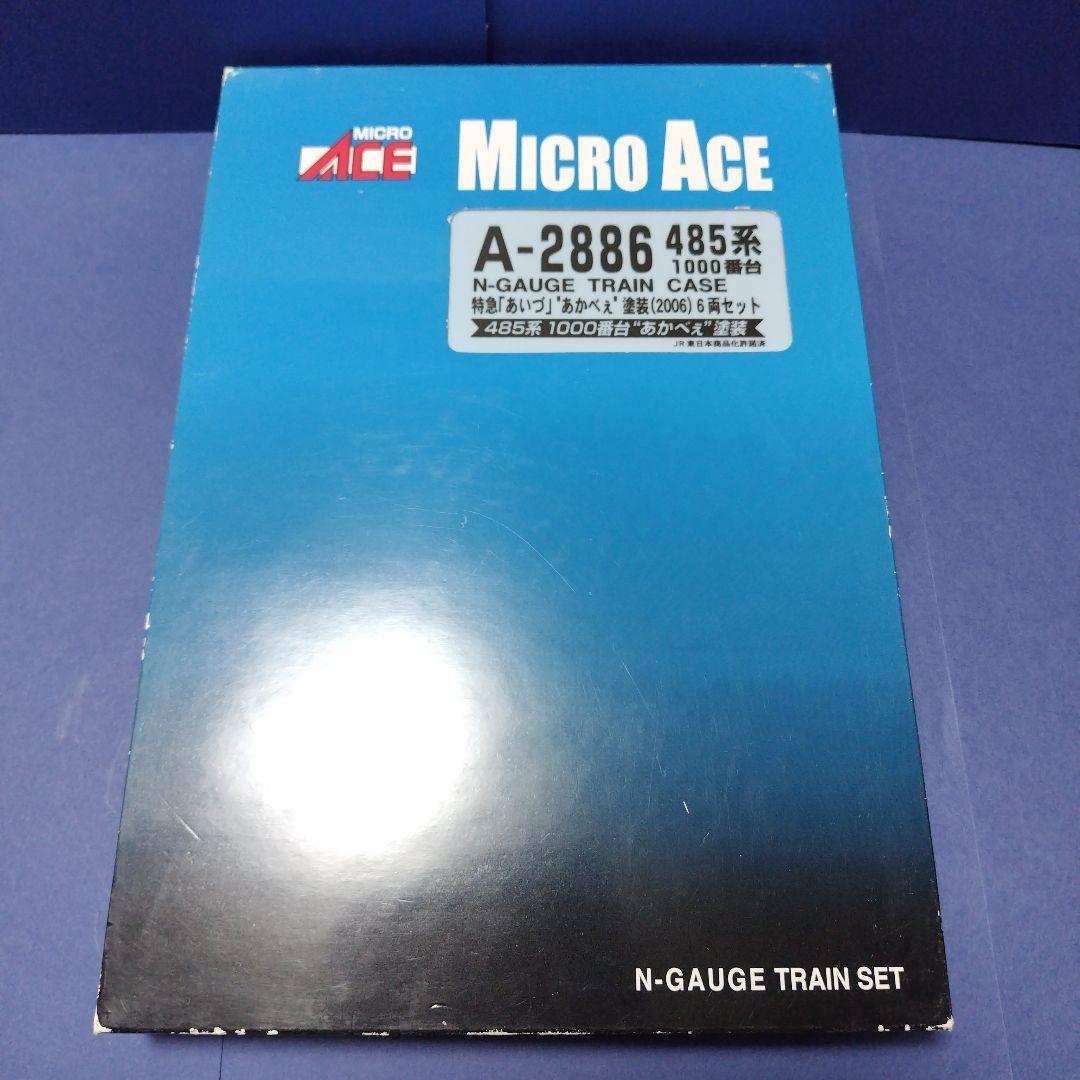 MICRO
ACE
MICRO ACE
A-2886 485系
1000番台
N-GAUGE TRAIN CASE
特急「あいづ」"あかべぇ"塗装(2006)6両セット
485系 1000番台"あかべぇ"塗装
JR東日本商品化許諾済
N-GAUGE TRAIN SET